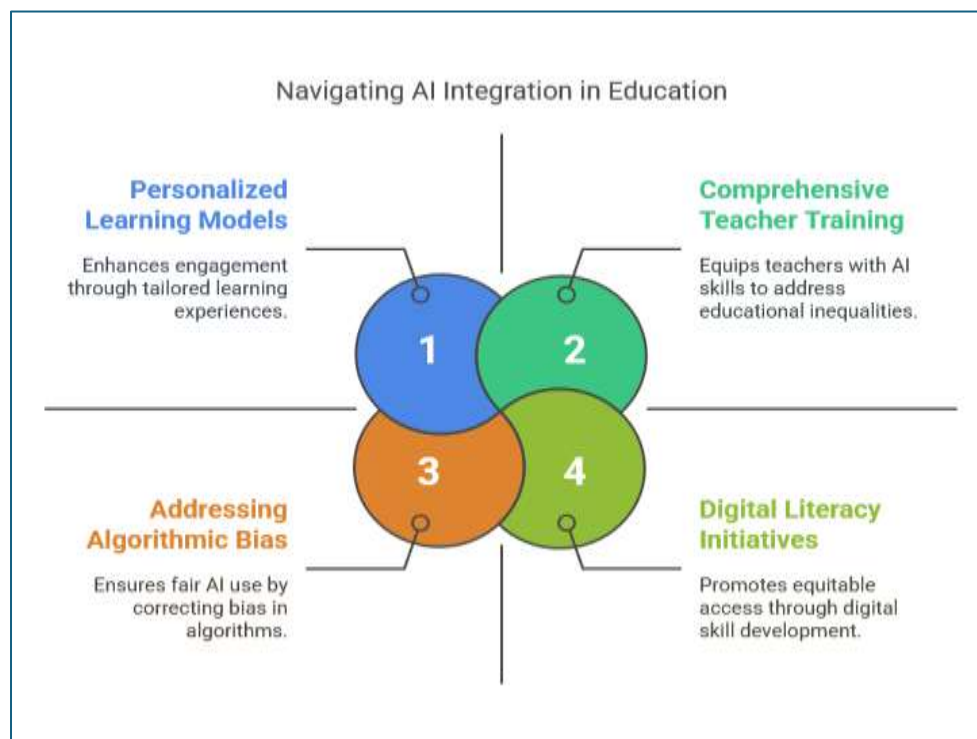 Navigating AI Integration in Education
Personalized
Learning Models
Enhances engagement
through tailored learning
experiences.
Comprehensive
Teacher Training
Equips teachers with AI
skills to address
educational inequalities.
1
2
3
4
Addressing
Algorithmic Bias
Ensures fair AI use by
correcting bias in
algorithms.
Digital Literacy
Initiatives
Promotes equitable
access through digital
skill development.